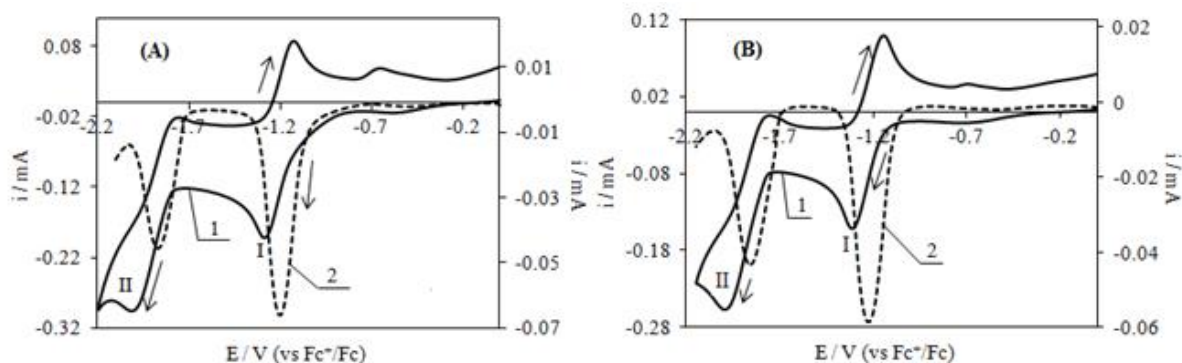 (A)
0.08
-0.02
-0.12
-0.22
-0.32
i / mA
-2.2
-1.7
-1.2
-0.7
-0.2
0.01
-0.01
-0.03
-0.05
-0.07
i / mA
1
I
2
II
E / V (vs Fc⁺/Fc)
(B)
0.12
0.02
-0.08
-0.18
-0.28
i / mA
-2.2
-1.7
-1.2
-0.7
-0.2
0.02
0
-0.02
-0.04
-0.06
i / mA
1
I
2
II
E / V (vs Fc⁺/Fc)